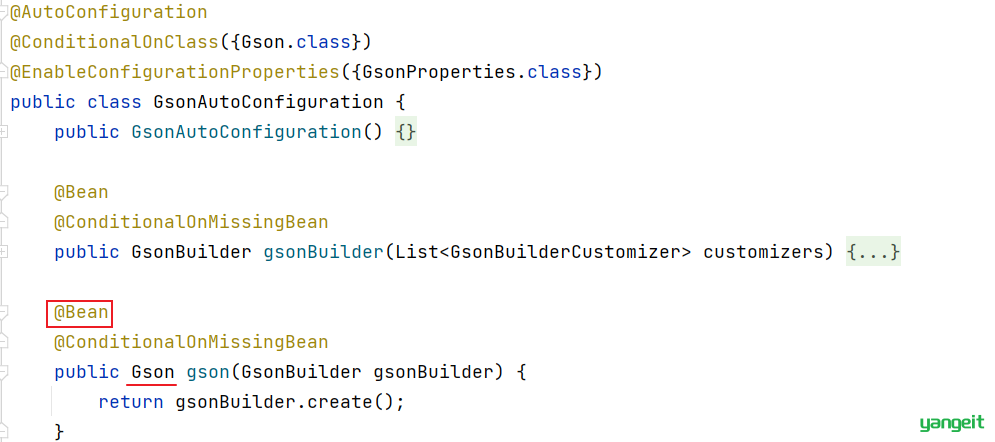 @AutoConfiguration
@ConditionalOnClass({Gson.class})
@EnableConfigurationProperties({GsonProperties.class})
public class GsonAutoConfiguration {
    public GsonAutoConfiguration() {}
    @Bean
    @ConditionalOnMissingBean
    public GsonBuilder gsonBuilder(List<GsonBuilderCustomizer> customizers) {...}
    @Bean
    @ConditionalOnMissingBean
    public Gson gson(GsonBuilder gsonBuilder) {
        return gsonBuilder.create();
    }
yangeit